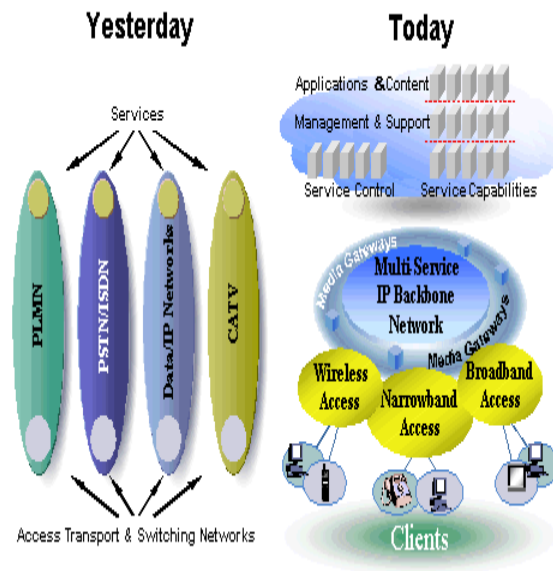 Yesterday
Services
PLMN
PSTN/ISDN
Data/IP Networks
CATV
Access Transport & Switching Networks
Today
Applications &Content
Management & Support
Service Control
Service Capabilities
Media Gateways
Multi Service
IP Backbone
Network
Media Gateways
Wireless
Access
Narrowband
Access
Broadband
Access
Clients